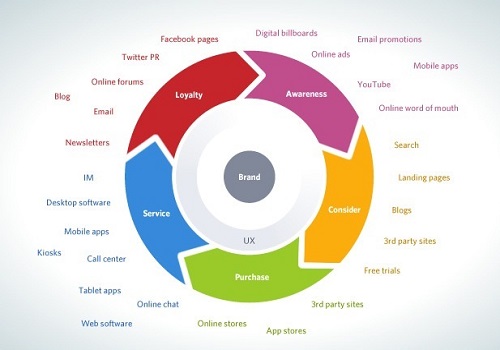 Digital billboards
Facebook pages
Email promotions
Twitter PR
Online ads
Mobile apps
Online forums
YouTube
Loyalty
Awareness
Blog
Email
Online word of mouth
Newsletters
Search
IM
Brand
Landing pages
Desktop software
Service
Consider
Blogs
Mobile apps
UX
3rd party sites
Kiosks
Call center
Free trials
Purchase
Tablet apps
Online chat
3rd party sites
Web software
Online stores
App stores